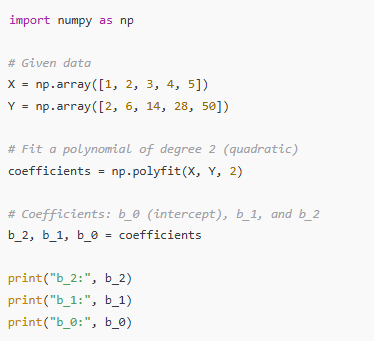 import numpy as np
# Given data
X = np.array([1, 2, 3, 4, 5])
Y = np.array([2, 6, 14, 28, 50])
# Fit a polynomial of degree 2 (quadratic)
coefficients = np.polyfit(X, Y, 2)
# Coefficients: b_0 (intercept), b_1, and b_2
b_2, b_1, b_0 = coefficients
print("b_2:", b_2)
print("b_1:", b_1)
print("b_0:", b_0)